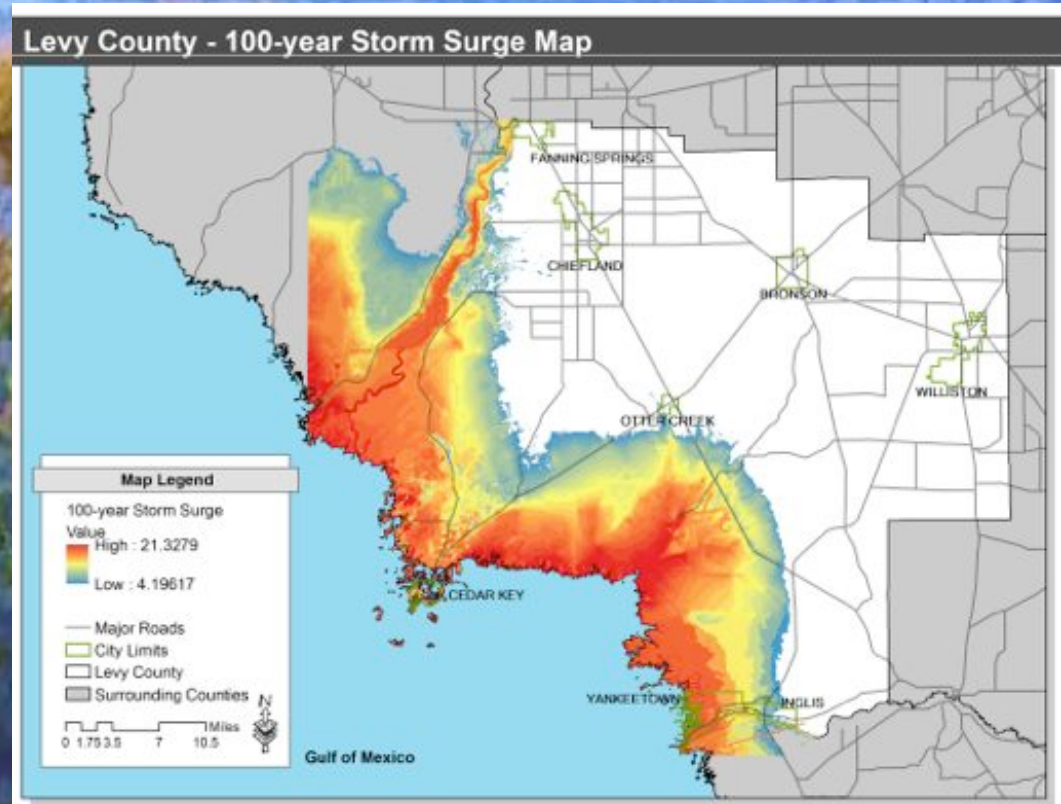 Levy County - 100-year Storm Surge Map
FANNING SPRINGS
CHIEFLAND
BRONSON
WILLISTON
OTTER CREEK
CEDAR KEY
YANKEETOWN
INGLIS
Map Legend
100-year Storm Surge
Value
High : 21.3279
Low : 4.19617
Major Roads
City Limits
Levy County
Surrounding Counties
N
Miles
0 1.75 3.5 7 10.5
Gulf of Mexico